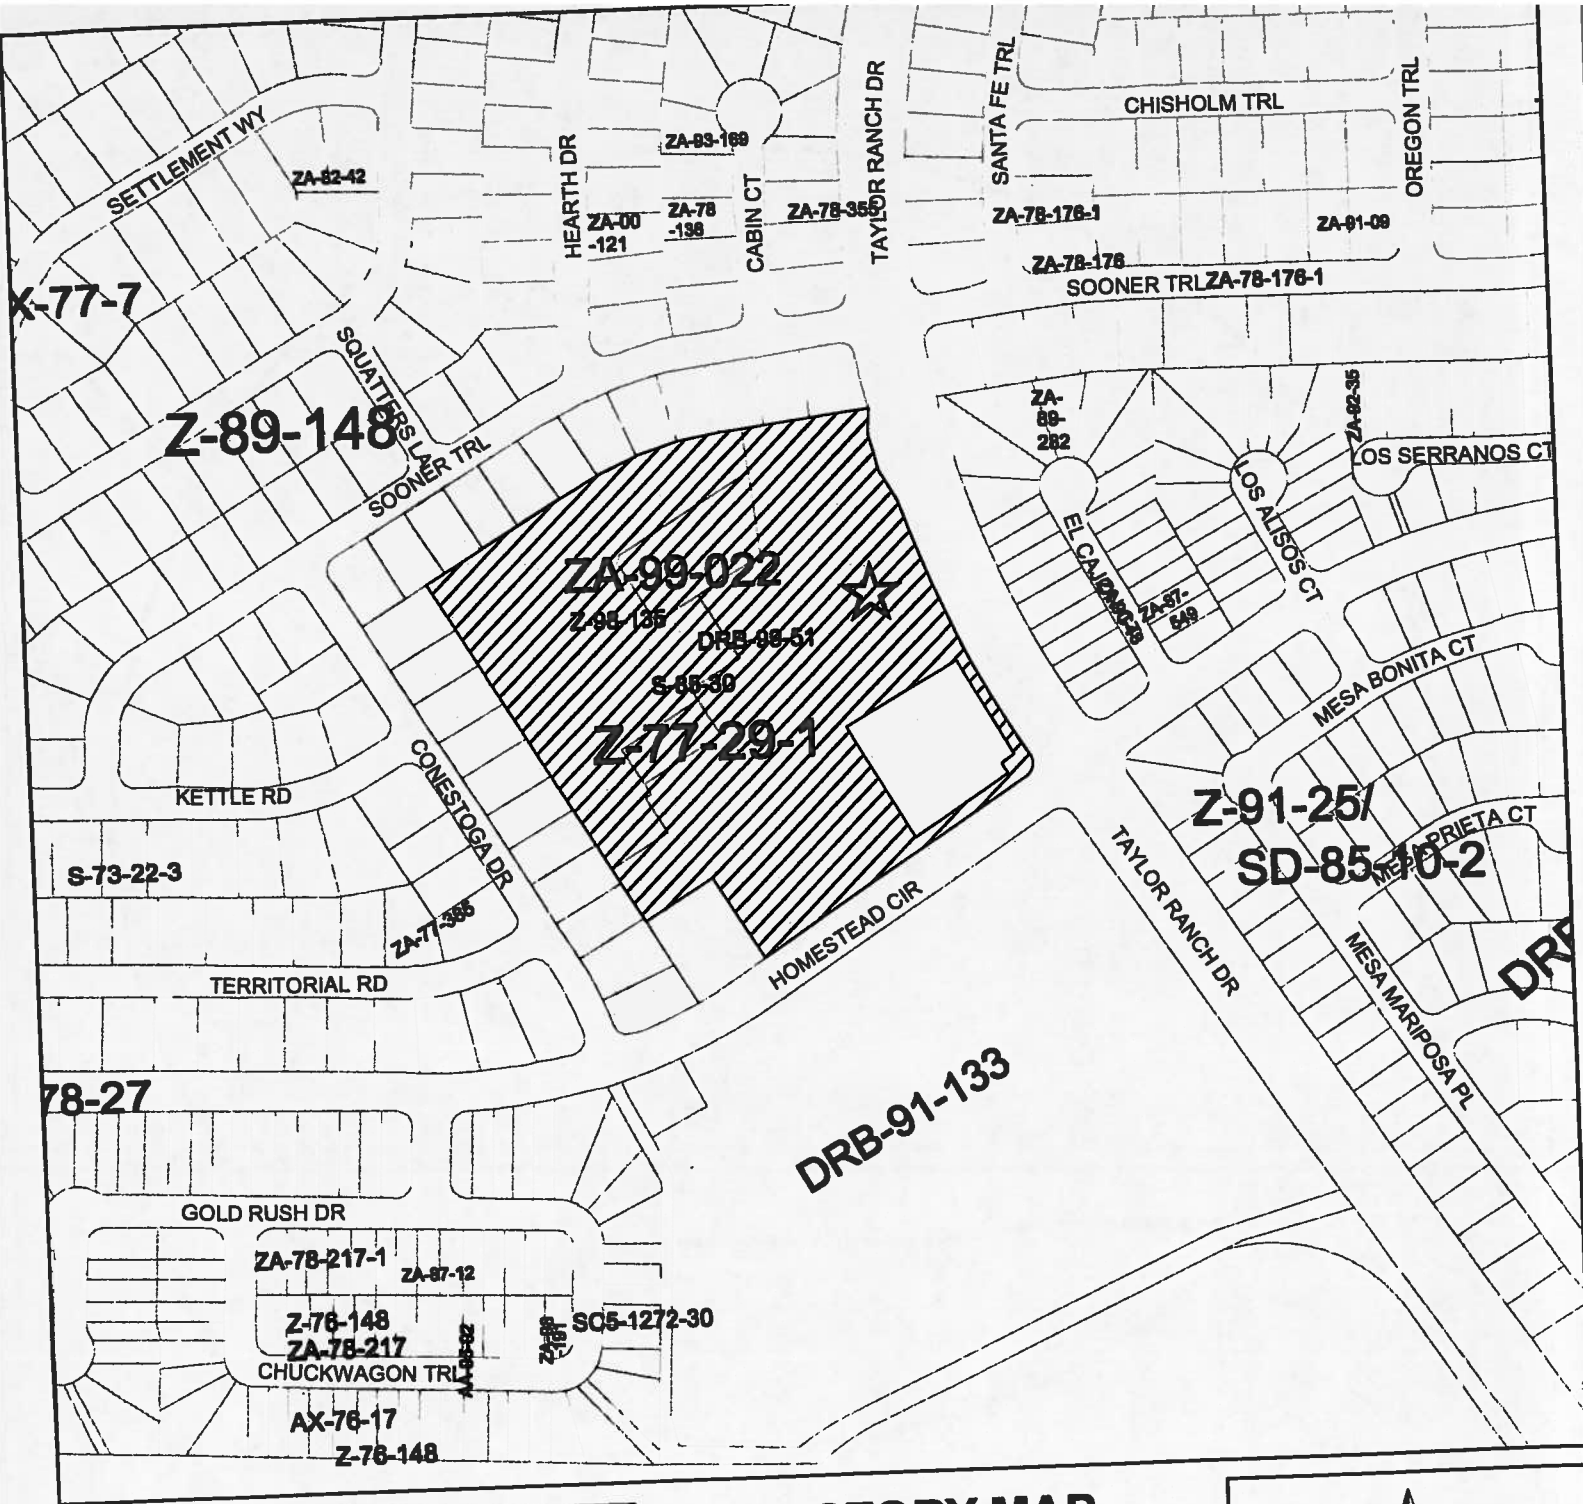 CHISHOLM TRL
OREGON TRL
SANTA FE TRL
TAYLOR RANCH DR
SETTLEMENT WY
HEARTH DR
ZA-93-169
ZA-82-42
CABIN CT
ZA-00
-121
ZA-78
-136
ZA-78-355
ZA-78-176-1
ZA-91-09
ZA-78-176
SOONER TRL
ZA-78-176-1
X-77-7
SQUATTERS LA
Z-89-148
SOONER TRL
ZA-
89-
282
ZA-92-35
LOS SERRANOS CT
LOS ALISOS CT
EL CAJON
ZA-87-
549
ZA-99-022
Z-98-135
DRB-98-51
S-85-30
Z-77-29-1
MESA BONITA CT
KETTLE RD
CONESTOGA DR
Z-91-25/
SD-85-10-2
MESA PRIETA CT
S-73-22-3
ZA-77-385
TAYLOR RANCH DR
HOMESTEAD CIR
TERRITORIAL RD
MESA MARIPOSA PL
DRB
78-27
DRB-91-133
GOLD RUSH DR
ZA-78-217-1
ZA-87-12
Z-76-148
ZA-78-217
SC5-1272-30
CHUCKWAGON TRL
AX-76-17
Z-76-148